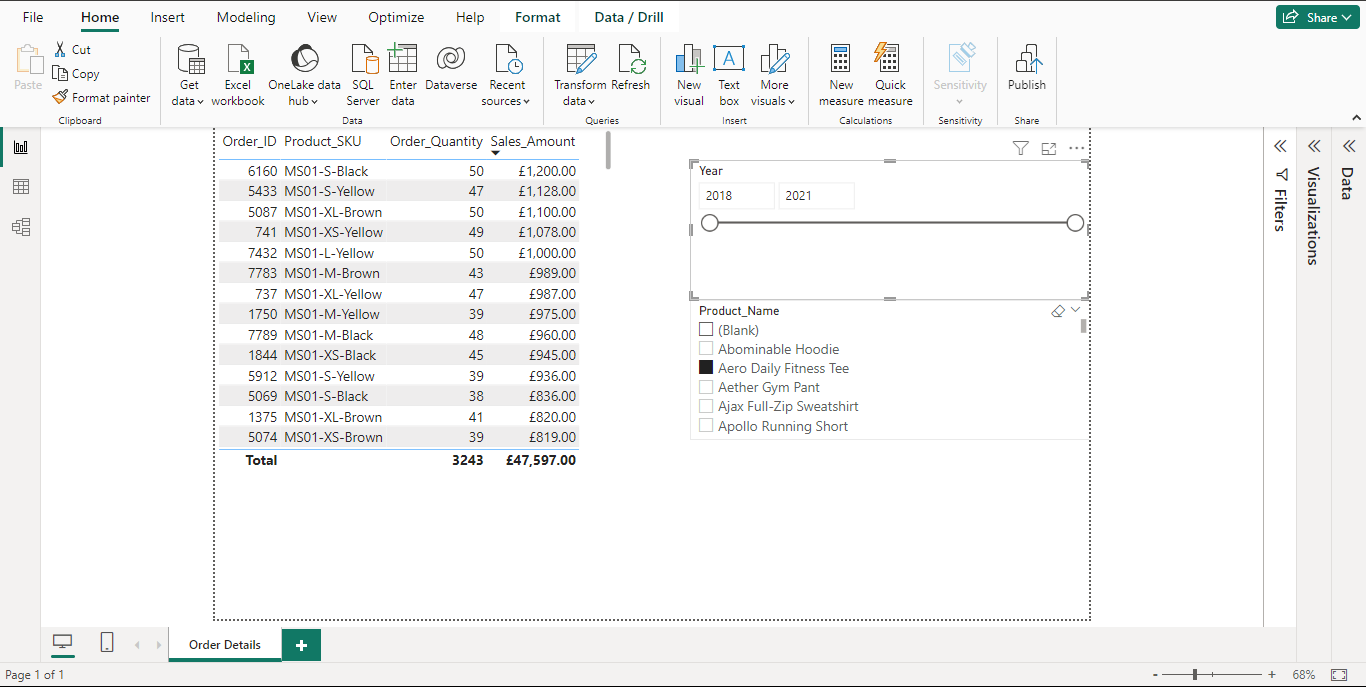 File Home Insert Modeling View Optimize Help Format Data / Drill Share
Paste
Cut
Copy
Format painter
Clipboard
Get data
Excel workbook
OneLake data hub
SQL Server
Enter data
Dataverse
Recent sources
Data
Transform data
Refresh
Queries
New visual
Text box
More visuals
Insert
New measure
Quick measure
Calculations
Sensitivity
Sensitivity
Publish
Share
Order_ID Product_SKU Order_Quantity Sales_Amount
6160 MS01-S-Black 50 £1,200.00
5433 MS01-S-Yellow 47 £1,128.00
5087 MS01-XL-Brown 50 £1,100.00
741 MS01-XS-Yellow 49 £1,078.00
7432 MS01-L-Yellow 50 £1,000.00
7783 MS01-M-Brown 43 £989.00
737 MS01-XL-Yellow 47 £987.00
1750 MS01-M-Yellow 39 £975.00
7789 MS01-M-Black 48 £960.00
1844 MS01-XS-Black 45 £945.00
5912 MS01-S-Yellow 39 £936.00
5069 MS01-S-Black 38 £836.00
1375 MS01-XL-Brown 41 £820.00
5074 MS01-XS-Brown 39 £819.00
Total 3243 £47,597.00
Year
2018 2021
Product_Name
(Blank)
Abominable Hoodie
Aero Daily Fitness Tee
Aether Gym Pant
Ajax Full-Zip Sweatshirt
Apollo Running Short
Filters
Visualizations
Data
Order Details
Page 1 of 1
- + 68%